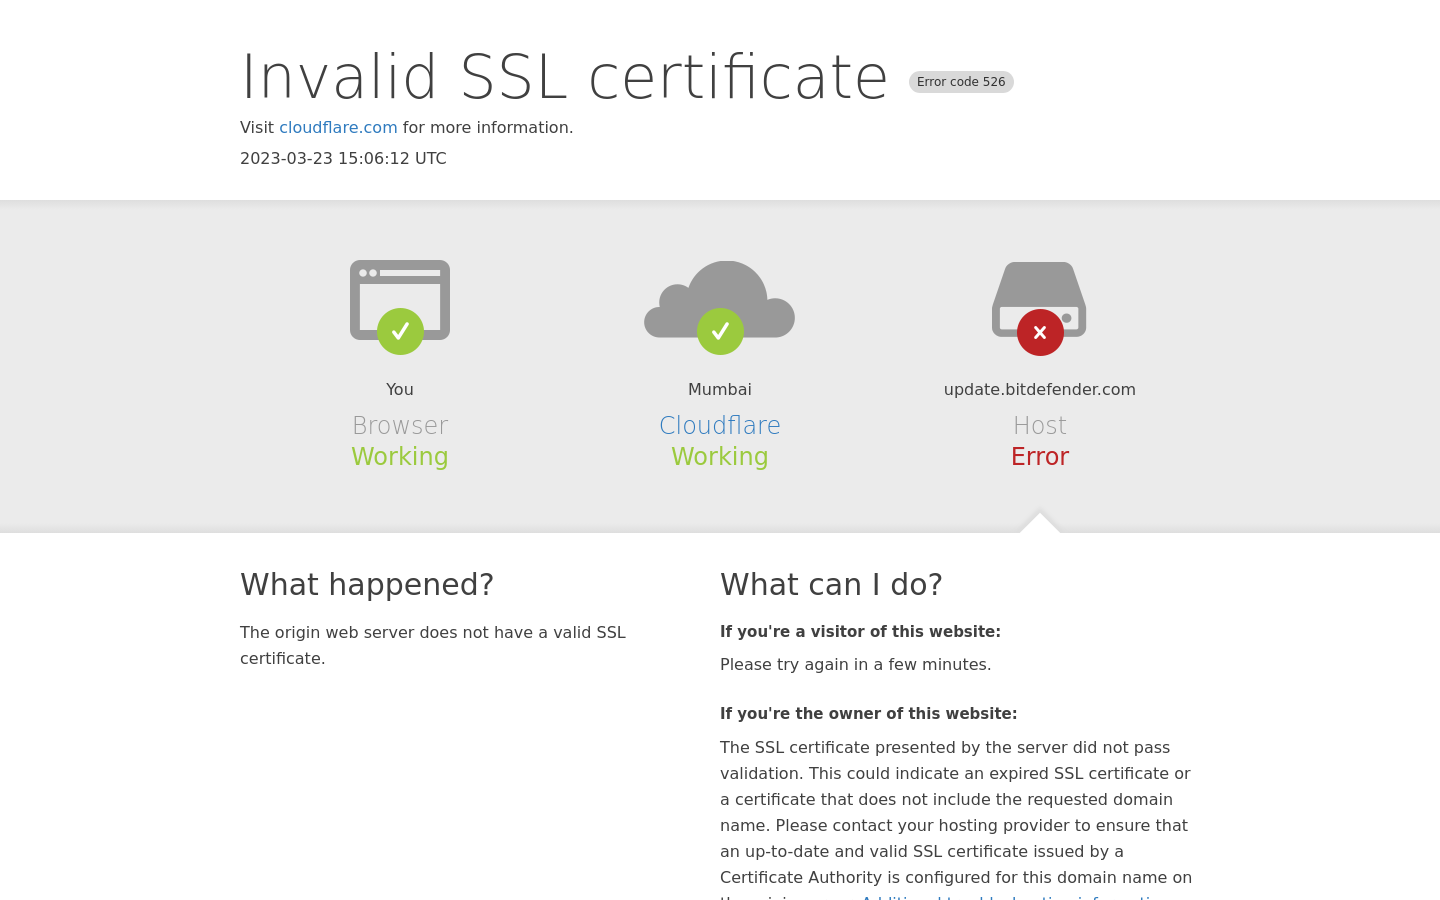 Invalid SSL certificate Error code 526
Visit cloudflare.com for more information.
2023-03-23 15:06:12 UTC
You
Browser
Working
Mumbai
Cloudflare
Working
update.bitdefender.com
Host
Error
What happened?
The origin web server does not have a valid SSL
certificate.
What can I do?
If you're a visitor of this website:
Please try again in a few minutes.
If you're the owner of this website:
The SSL certificate presented by the server did not pass
validation. This could indicate an expired SSL certificate or
a certificate that does not include the requested domain
name. Please contact your hosting provider to ensure that
an up-to-date and valid SSL certificate issued by a
Certificate Authority is configured for this domain name on